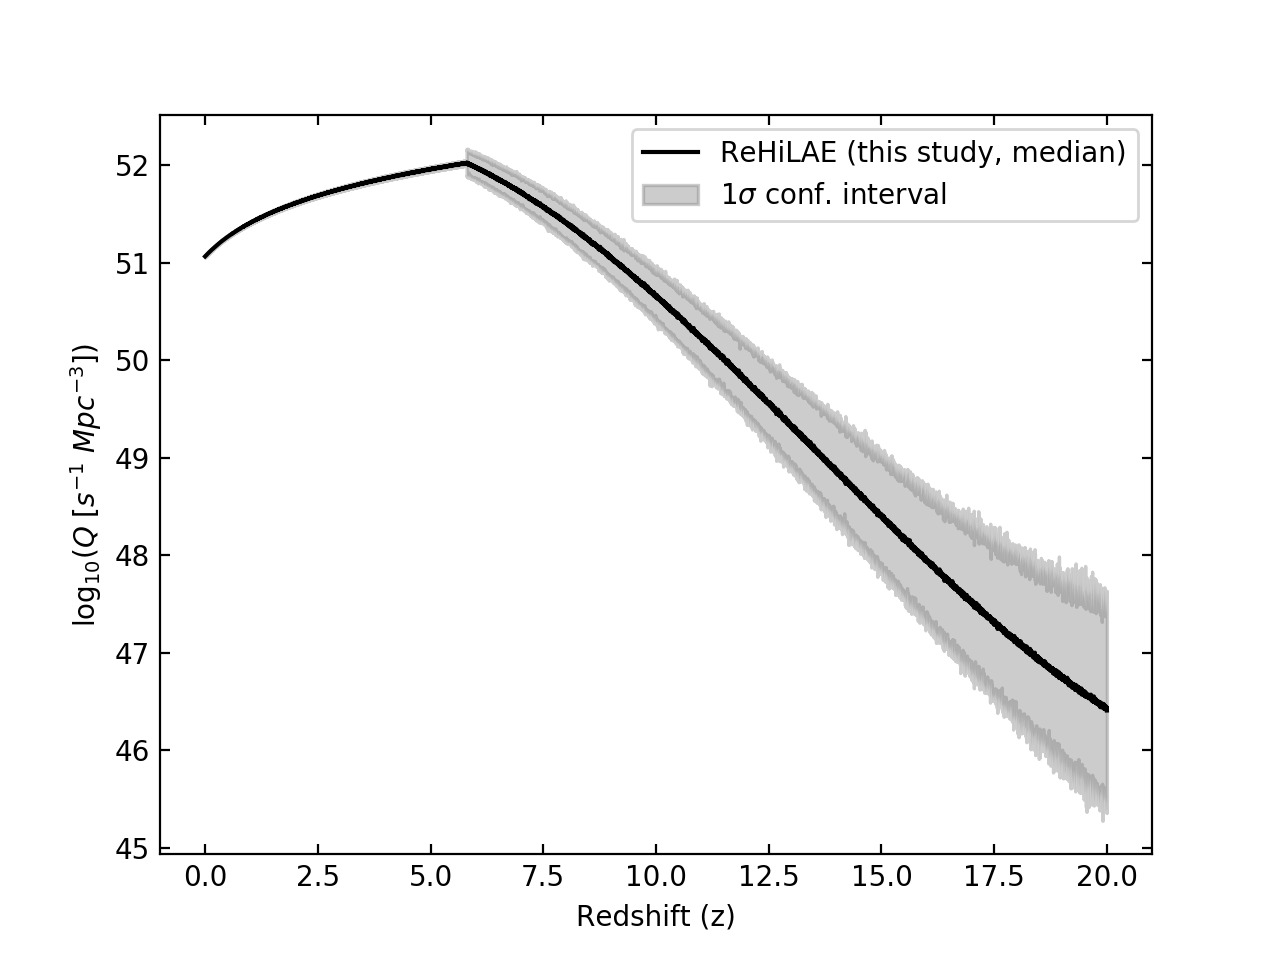 ReHiLAE (this study, median)
1σ conf. interval
log₁₀(Q [s⁻¹ Mpc⁻³])
52
51
50
49
48
47
46
45
0.0 2.5 5.0 7.5 10.0 12.5 15.0 17.5 20.0
Redshift (z)